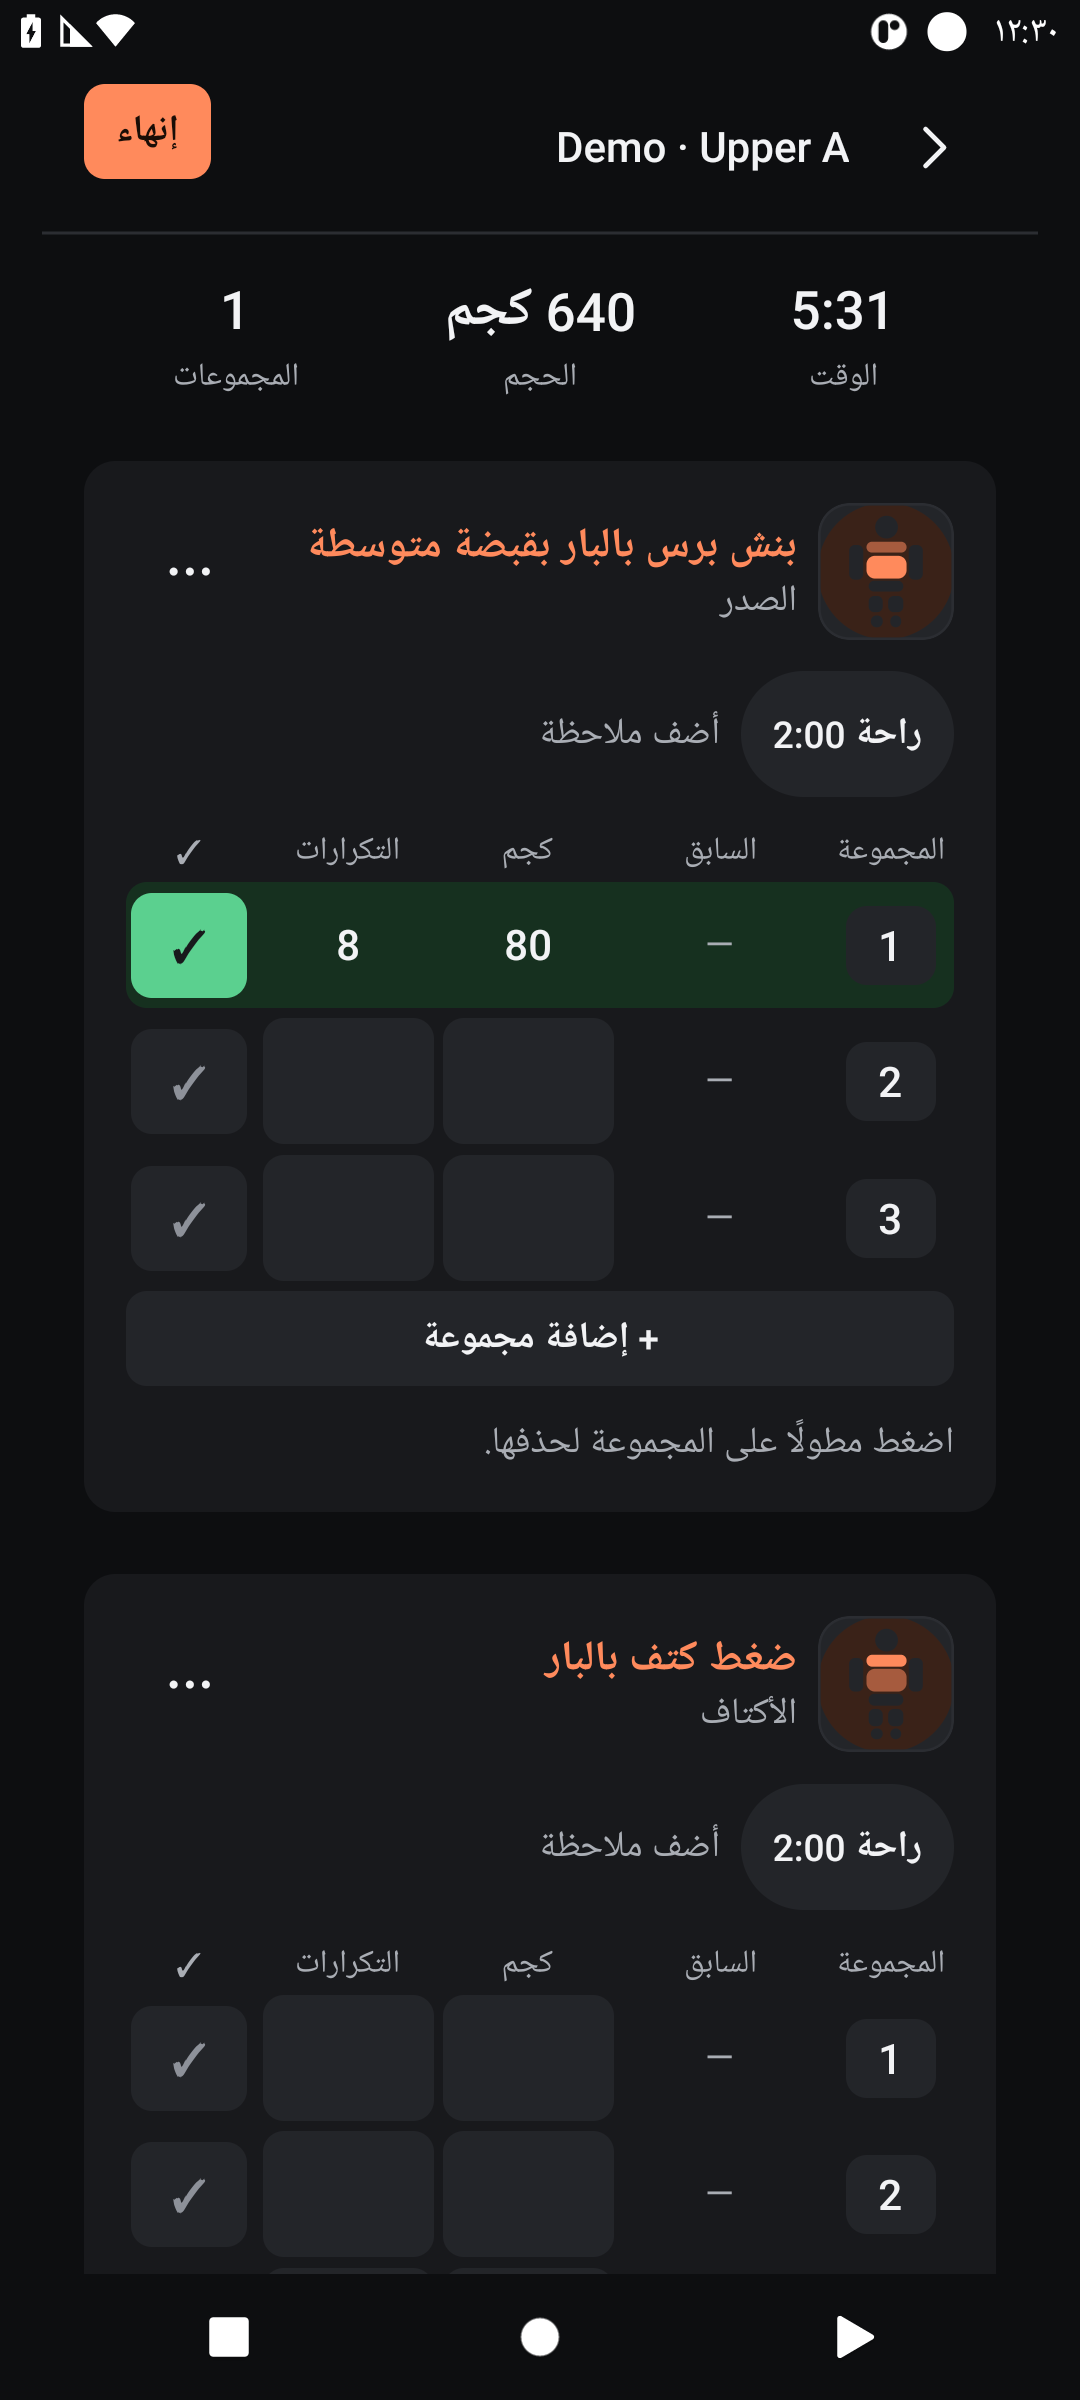 ١٢:٣٠
Demo · Upper A
إنهاء
5:31 640 كجم 1
الوقت الحجم المجموعات
بنش برس بالبار بقبضة متوسطة
الصدر
راحة 2:00 أضف ملاحظة
المجموعة السابق كجم التكرارات ✓
1 – 80 8 ✓
2 – ✓
3 – ✓
+ إضافة مجموعة
اضغط مطولًا على المجموعة لحذفها.
ضغط كتف بالبار
الأكتاف
راحة 2:00 أضف ملاحظة
المجموعة السابق كجم التكرارات ✓
1 – ✓
2 – ✓